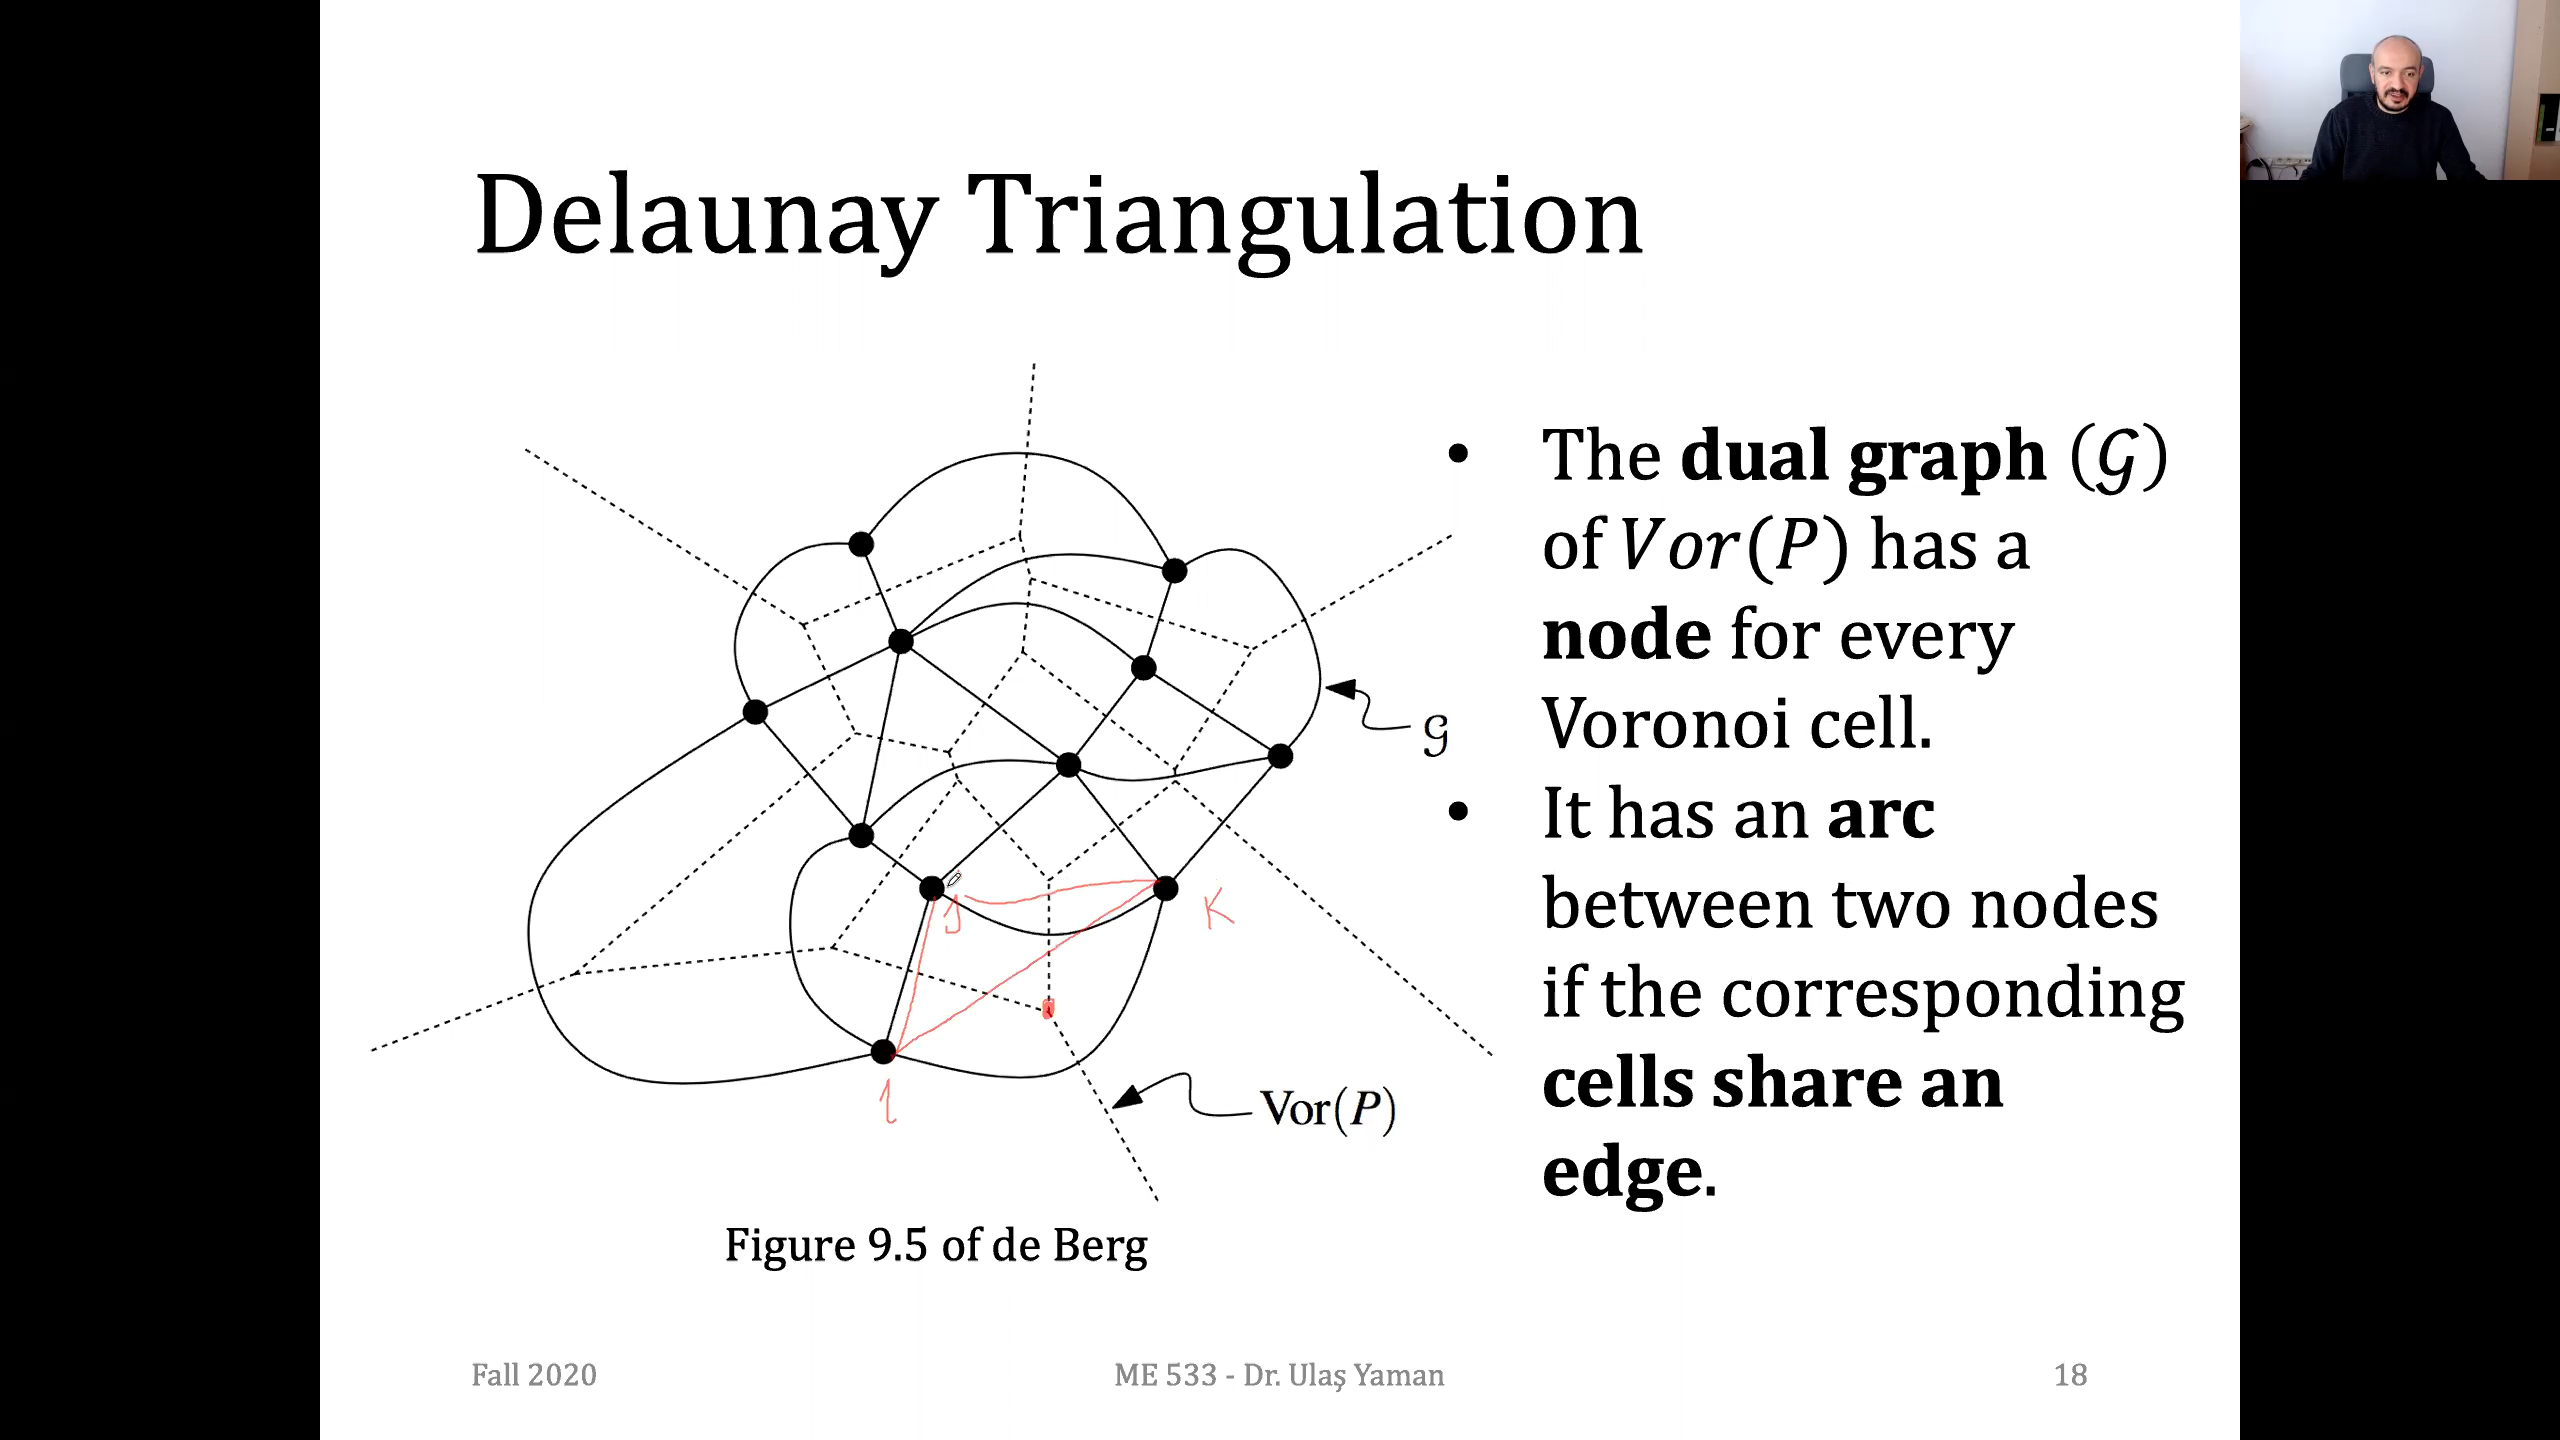 Delaunay Triangulation
• The dual graph (𝒢)
of Vor(P) has a
node for every
Voronoi cell.
• It has an arc
between two nodes
if the corresponding
cells share an
edge.
𝒢
J
K
i
Vor(P)
Figure 9.5 of de Berg
Fall 2020
ME 533 - Dr. Ulaş Yaman
18